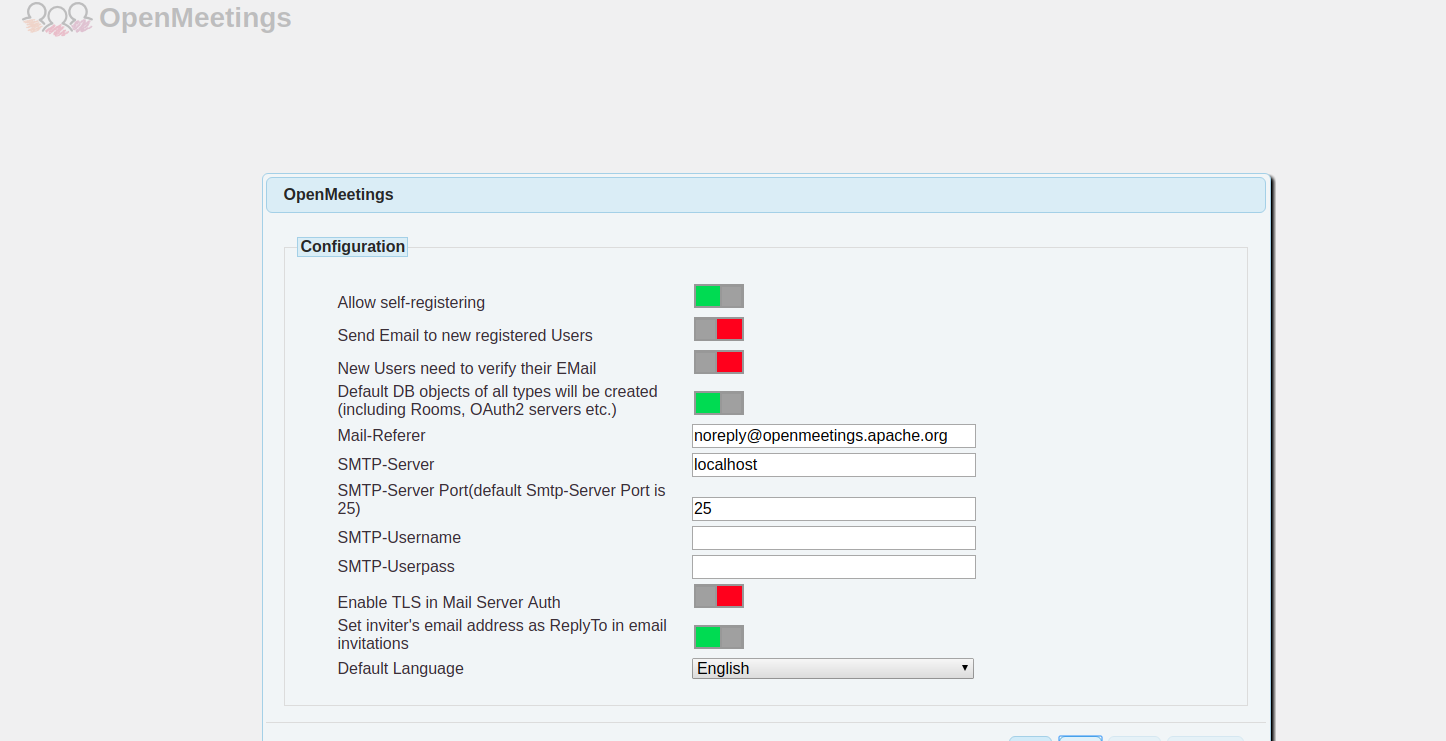 OpenMeetings
OpenMeetings
Configuration
Allow self-registering
Send Email to new registered Users
New Users need to verify their EMail
Default DB objects of all types will be created
(including Rooms, OAuth2 servers etc.)
Mail-Referer
noreply@openmeetings.apache.org
SMTP-Server
localhost
SMTP-Server Port(default Smtp-Server Port is
25)
25
SMTP-Username
SMTP-Userpass
Enable TLS in Mail Server Auth
Set inviter's email address as ReplyTo in email
invitations
Default Language
English